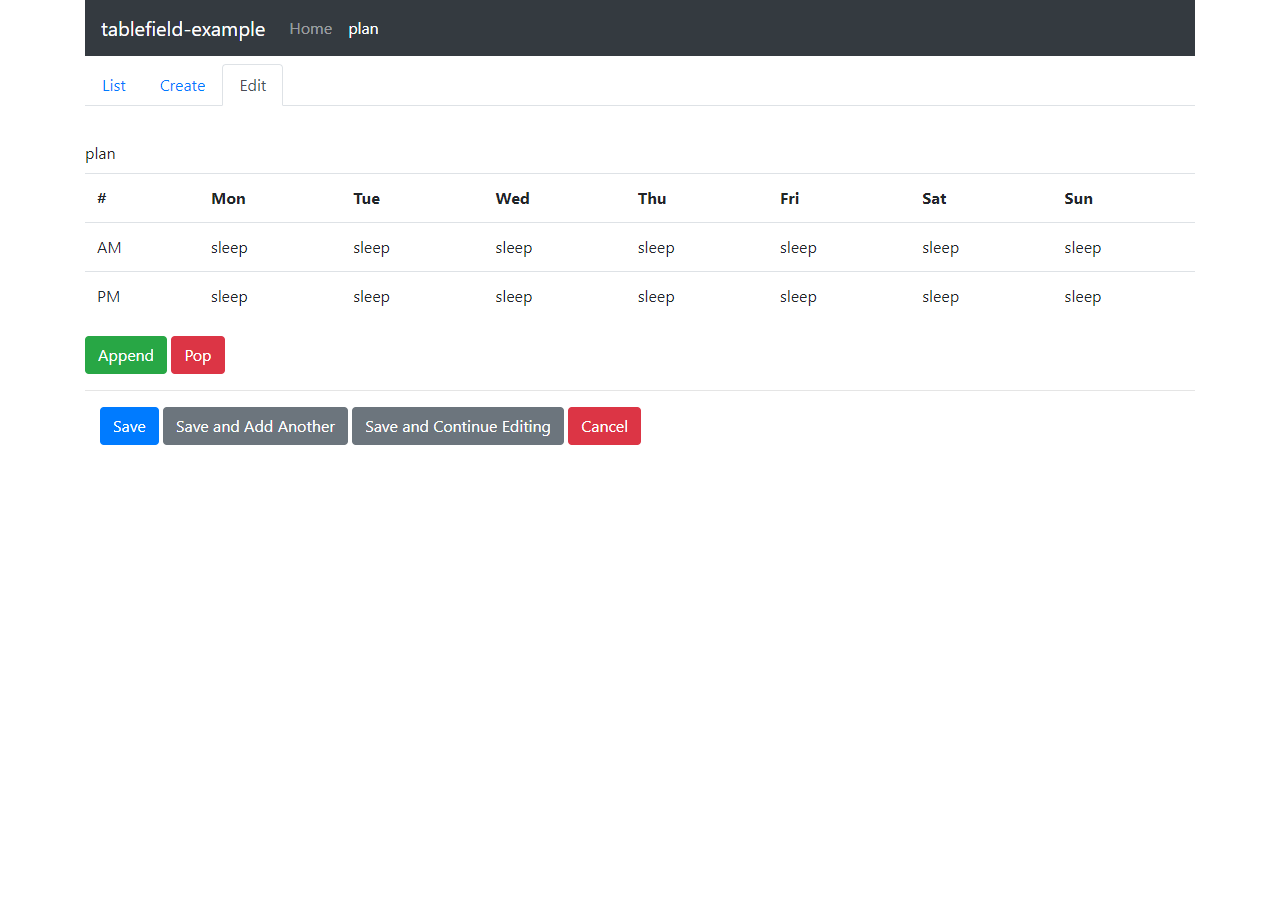 tablefield-example Home plan
List Create Edit
plan
# Mon Tue Wed Thu Fri Sat Sun
AM sleep sleep sleep sleep sleep sleep sleep
PM sleep sleep sleep sleep sleep sleep sleep
Append Pop
Save Save and Add Another Save and Continue Editing Cancel